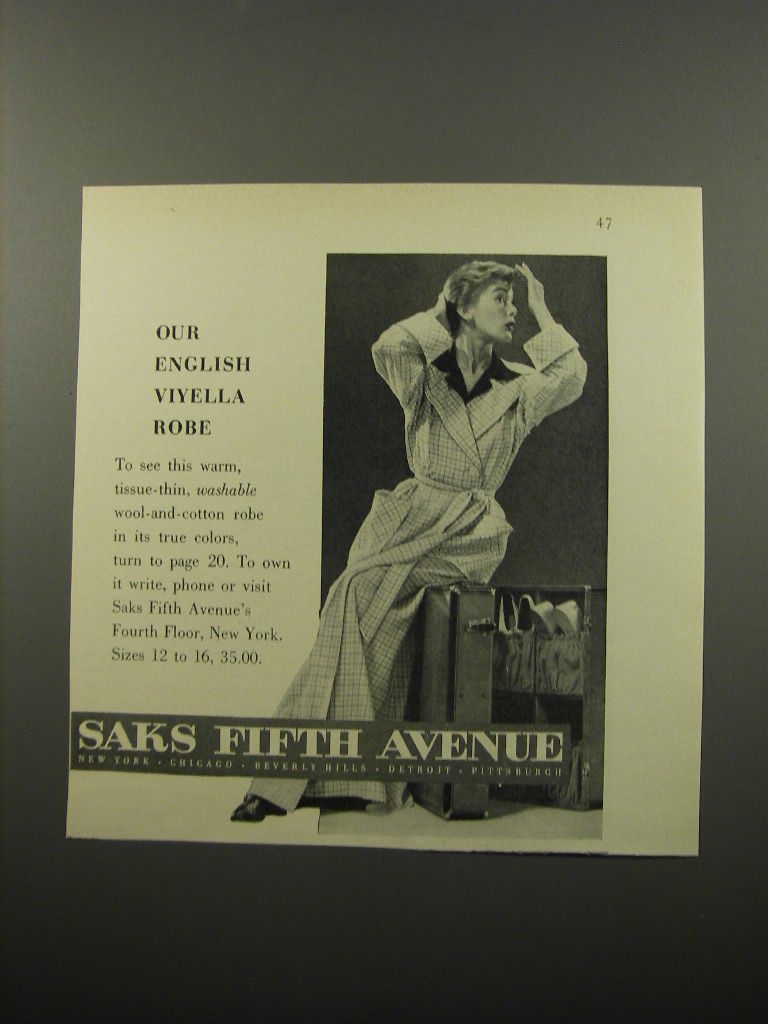 47
OUR
ENGLISH
VIYELLA
ROBE
To see this warm,
tissue-thin, washable
wool-and-cotton robe
in its true colors,
turn to page 20. To own
it write, phone or visit
Saks Fifth Avenue's
Fourth Floor, New York.
Sizes 12 to 16, 35.00.
SAKS FIFTH AVENUE
NEW YORK · CHICAGO · BEVERLY HILLS · DETROIT · PITTSBURGH